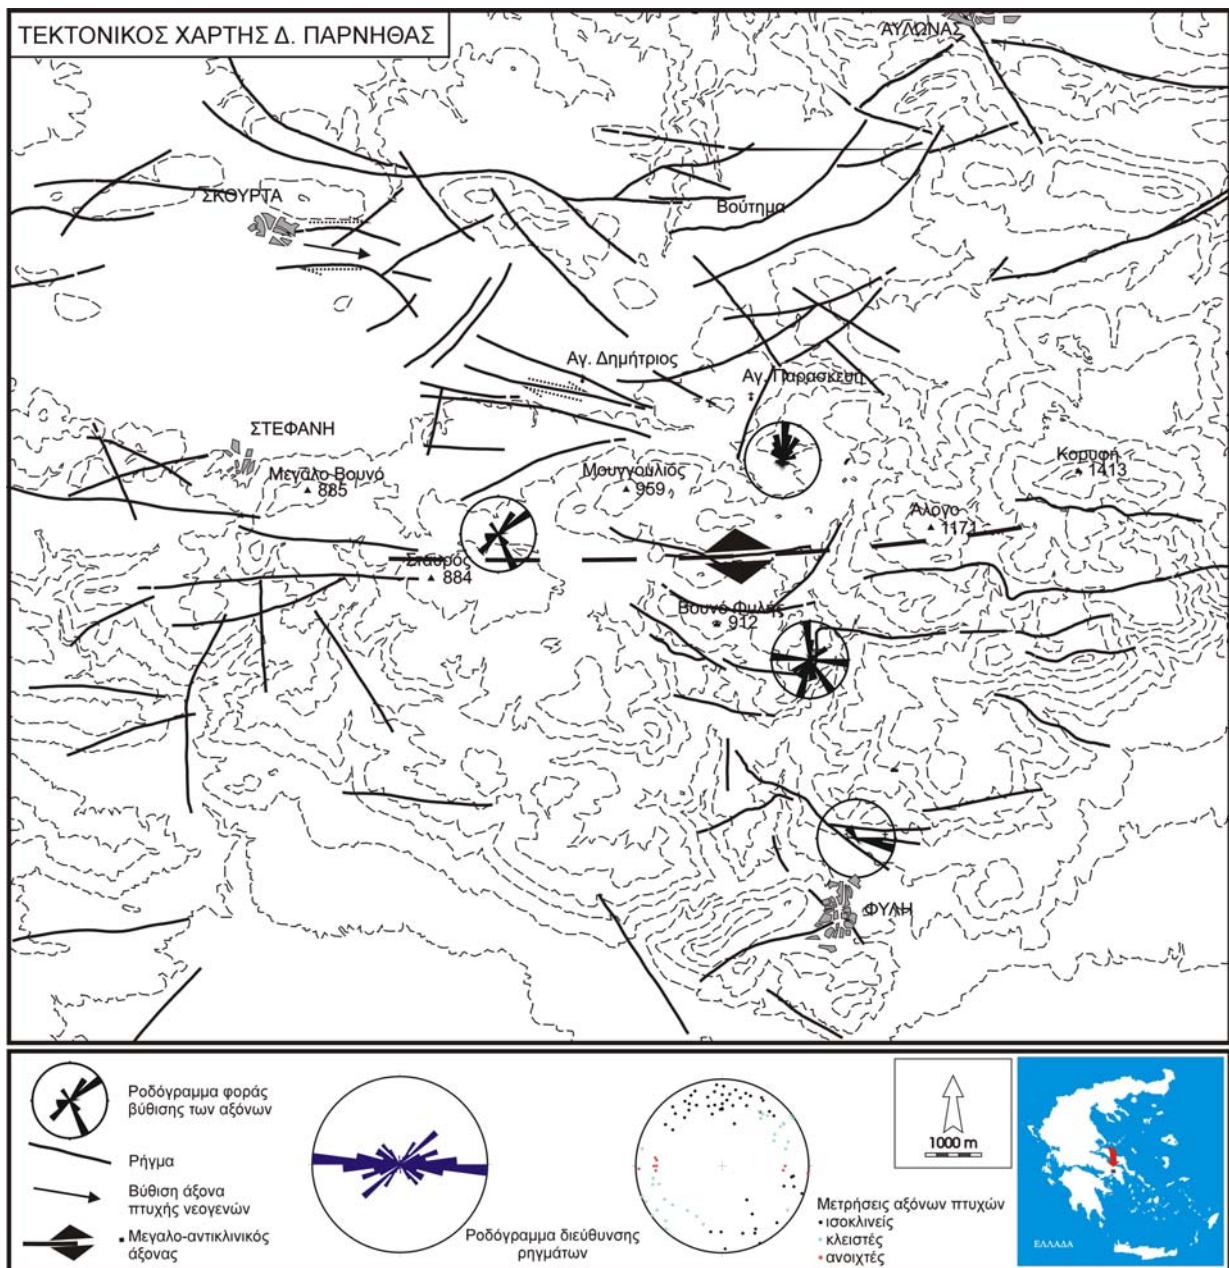 ΤΕΚΤΟΝΙΚΟΣ ΧΑΡΤΗΣ Δ. ΠΑΡΝΗΘΑΣ
ΑΥΛΩΝΑΣ
ΣΚΟΥΡΤΑ
Βούτημα
Αγ. Δημήτριος
Αγ. Παρασκευή
ΣΤΕΦΑΝΗ
Μεγάλο Βουνό
885
Μουγγουλιός
959
Κορυφή
1413
Άλογο
1171
Σταυρός
884
Βουνό Φυλής
912
ΦΥΛΗ
Ροδόγραμμα φοράς
βύθισης των αξόνων
Ρήγμα
Βύθιση άξονα
πτυχής νεογενών
Μεγαλο-αντικλινικός
άξονας
Ροδόγραμμα διεύθυνσης
ρηγμάτων
Μετρήσεις αξόνων πτυχών
ισοκλινείς
κλειστές
ανοιχτές
1000 m
ΕΛΛΑΔΑ